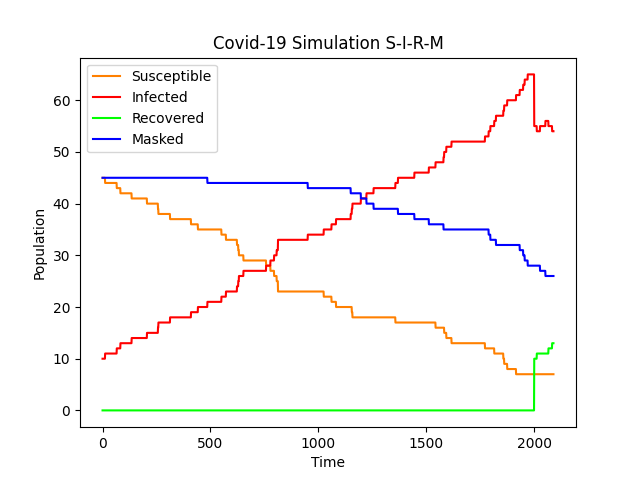 Covid-19 Simulation S-I-R-M
Susceptible
Infected
Recovered
Masked
60
50
40
30
20
10
0
Population
0 500 1000 1500 2000
Time